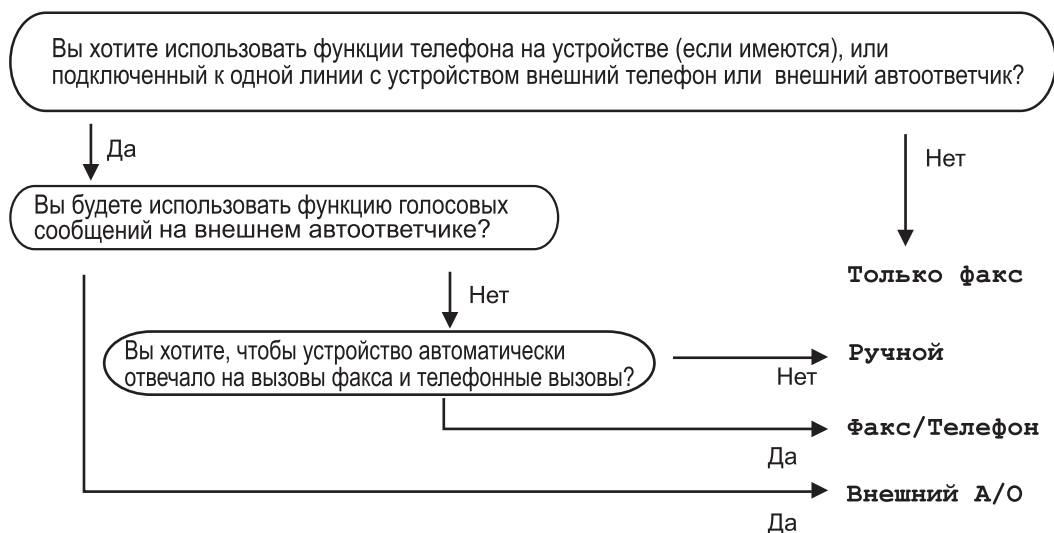 Вы хотите использовать функции телефона на устройстве (если имеются), или
подключенный к одной линии с устройством внешний телефон или внешний автоответчик?
Да
Нет
Вы будете использовать функцию голосовых
сообщений на внешнем автоответчике?
Только факс
Нет
Вы хотите, чтобы устройство автоматически
отвечало на вызовы факса и телефонные вызовы?
Нет
Ручной
Да
Факс/Телефон
Да
Внешний А/О